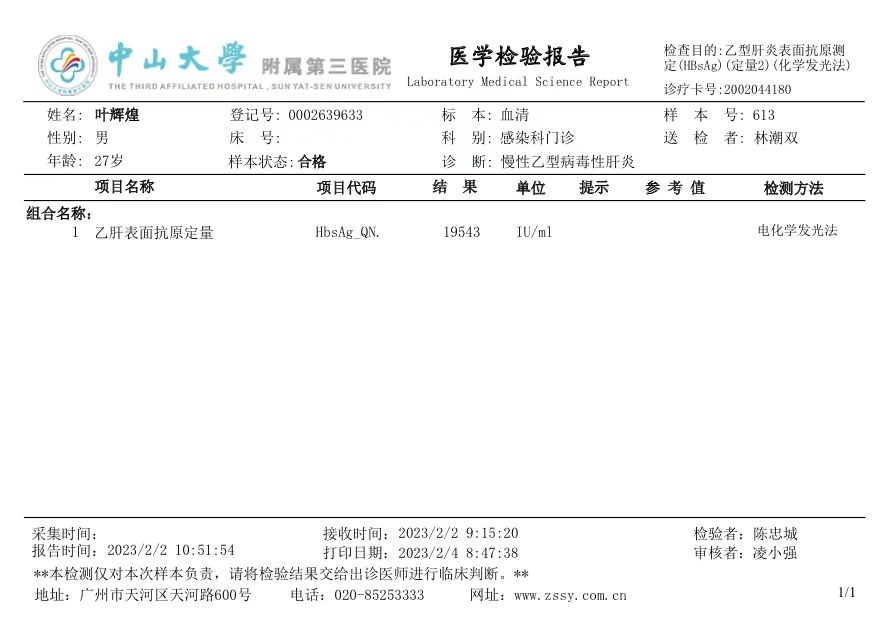 中山大學 附属第三医院
THE THIRD AFFILIATED HOSPITAL, SUN YAT-SEN UNIVERSITY
医学检验报告
Laboratory Medical Science Report
检查目的:乙型肝炎表面抗原测
定(HBsAg)(定量2)(化学发光法)
诊疗卡号:2002044180
姓名: 叶辉煌 登记号: 0002639633 标 本: 血清 样 本 号: 613
性别: 男 床 号: 科 别: 感染科门诊 送 检 者: 林潮双
年龄: 27岁 样本状态: 合格 诊 断: 慢性乙型病毒性肝炎
项目名称 项目代码 结 果 单位 提示 参 考 值 检测方法
组合名称:
1 乙肝表面抗原定量 HbsAg_QN. 19543 IU/ml 电化学发光法
采集时间: 接收时间: 2023/2/2 9:15:20 检验者: 陈忠城
报告时间: 2023/2/2 10:51:54 打印日期: 2023/2/4 8:47:38 审核者: 凌小强
**本检测仅对本次样本负责，请将检验结果交给出诊医师进行临床判断。**
地址: 广州市天河区天河路600号 电话: 020-85253333 网址: www.zssy.com.cn 1/1